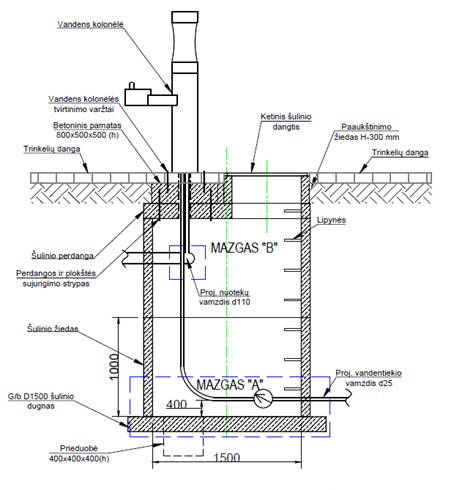 Vandens kolonėlė
Vandens kolonėlės
tvirtinimo varžtai
Betoninis pamatas
800x500x500 (h)
Trinkelių danga
Ketinis šulinio
dangtis
Paaukštinimo
žiedas H-300 mm
Trinkelių danga
Lipynės
Šulinio perdanga
MAZGAS "B"
Perdangos ir plokštės
sujungimo strypas
Proj. nuotekų
vamzdis d110
Šulinio žiedas
1000
Proj. vandentiekio
vamzdis d25
MAZGAS "A"
G/b D1500 šulinio
dugnas
400
Prieduobė
400x400x400(h)
1500